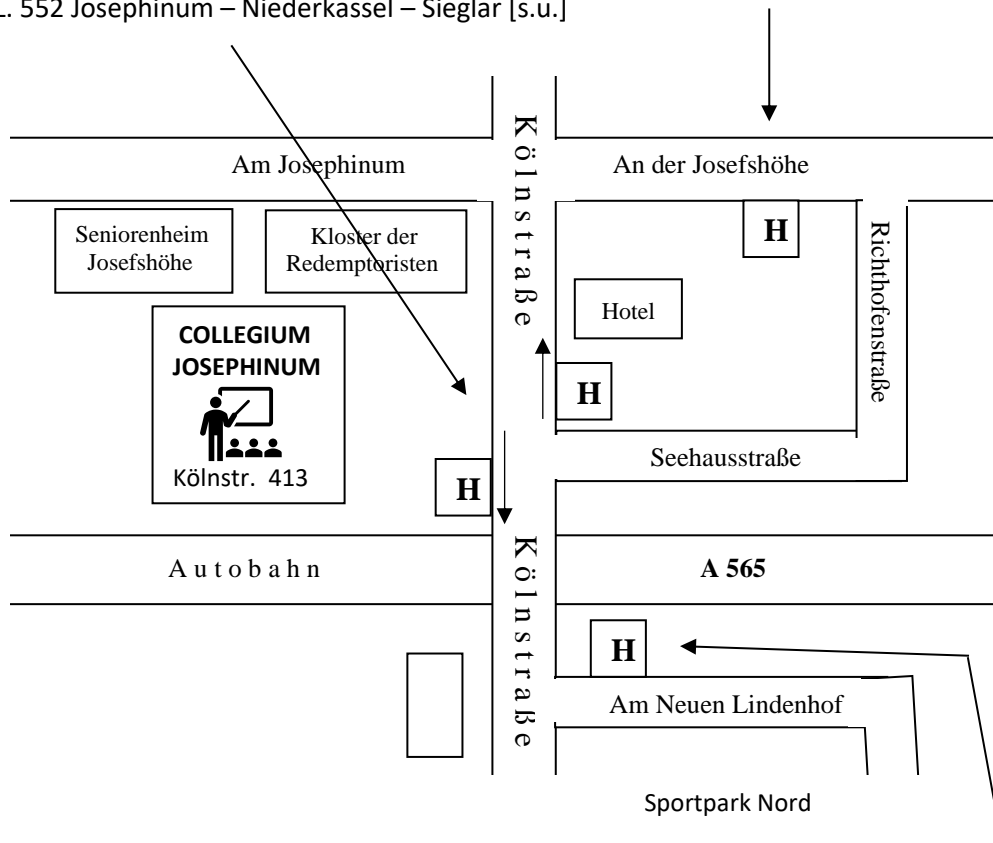 L. 552 Josephinum – Niederkassel – Sieglar [s.u.]
Kölnstraße
Am Josephinum
An der Josefshöhe
Seniorenheim
Josefshöhe
Kloster der
Redemptoristen
H
Richthofenstraße
Hotel
COLLEGIUM
JOSEPHINUM
Kölnstr. 413
H
H
Seehausstraße
Autobahn
A 565
Kölnstraße
H
Am Neuen Lindenhof
Sportpark Nord